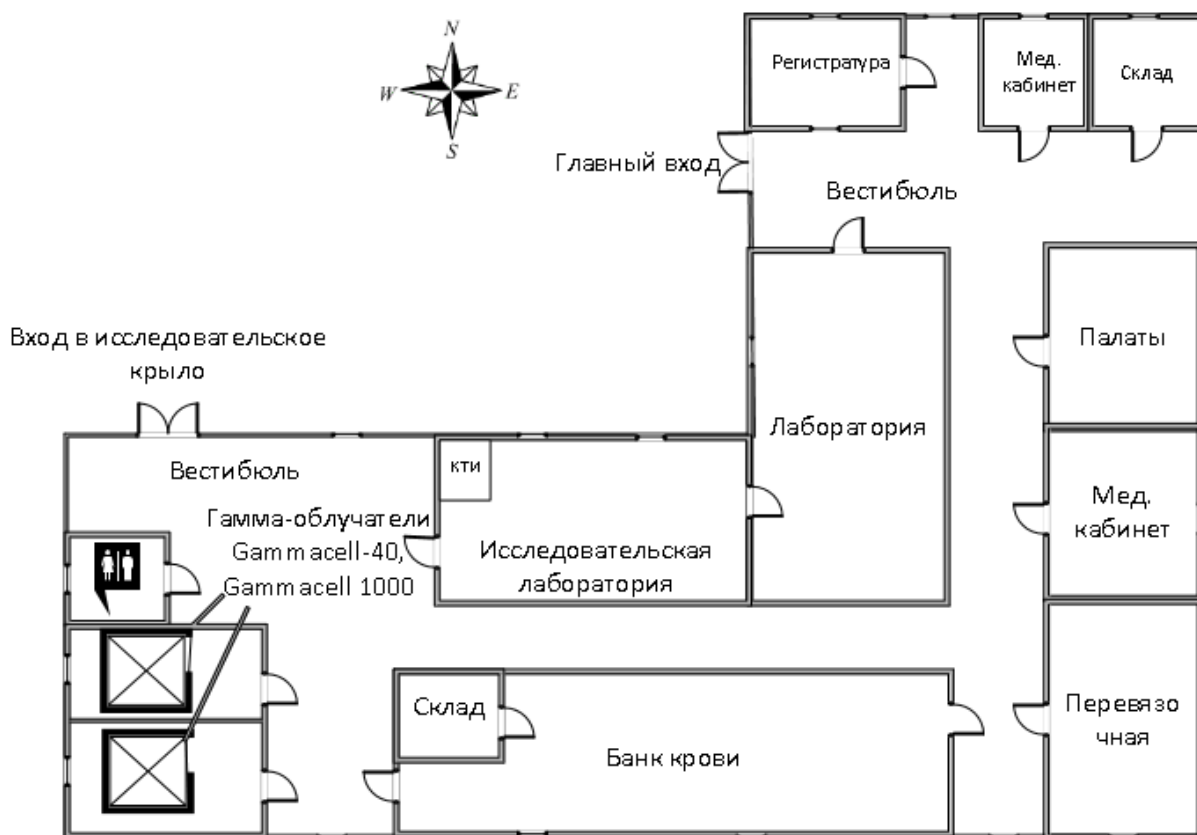 N
W
E
S
Регистратура
Мед.
кабинет
Склад
Главный вход
Вестибюль
Вход в исследовательское
крыло
Палаты
Лаборатория
Вестибюль
кти
Гамма-облучатели
Gammacell-40,
Gammacell 1000
Исследовательская
лаборатория
Мед.
кабинет
Склад
Банк крови
Перевязо
чная